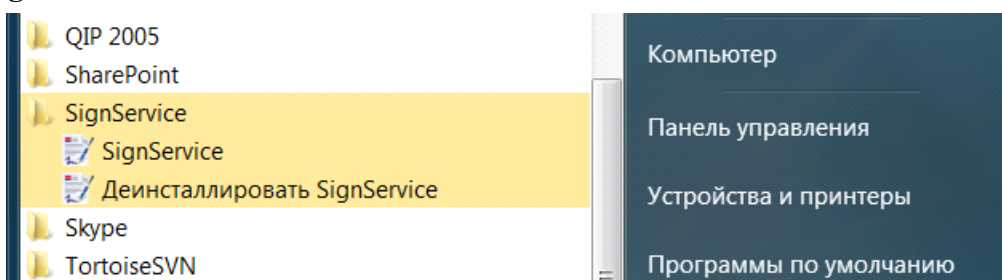 QIP 2005
SharePoint
SignService
SignService
Деинсталлировать SignService
Skype
TortoiseSVN
Компьютер
Панель управления
Устройства и принтеры
Программы по умолчанию